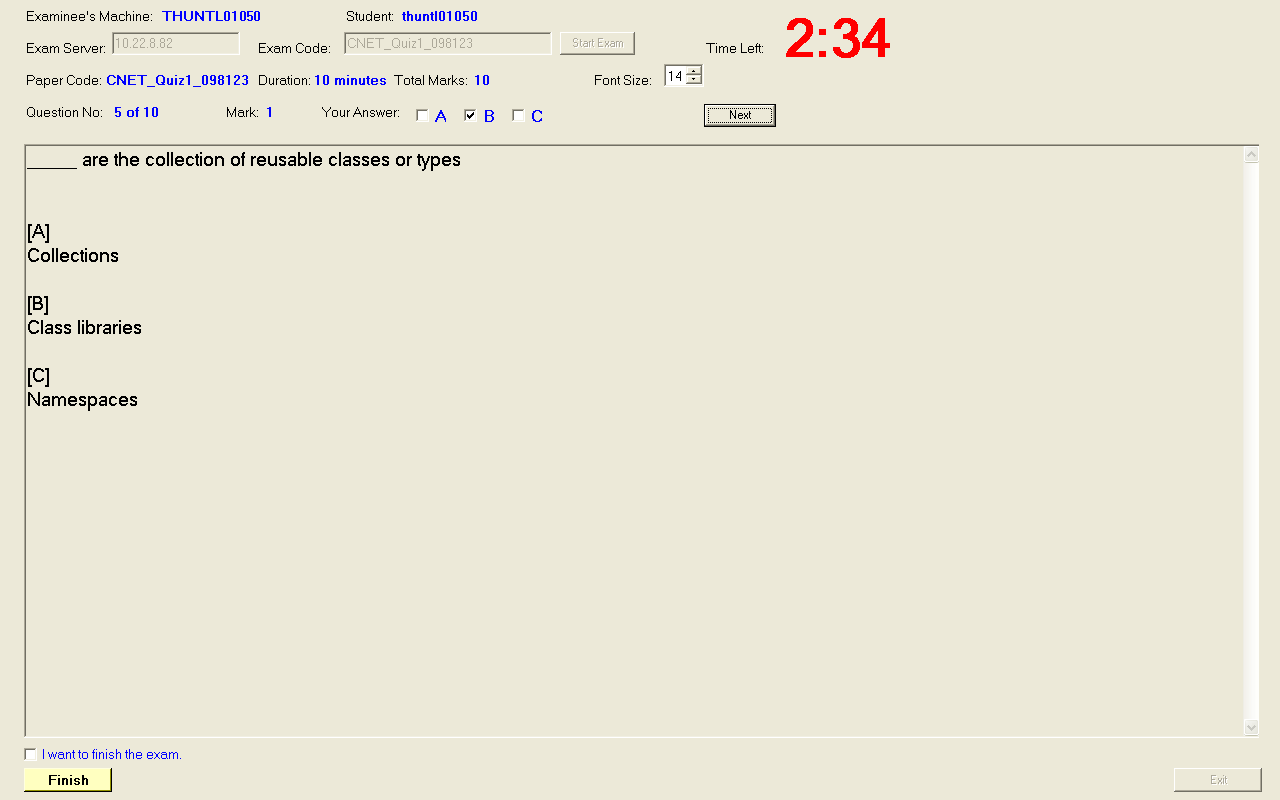 Examinee's Machine: THUNTL01050 Student: thuntl01050
Exam Server: 10.22.8.82 Exam Code: CNET_Quiz1_098123 Start Exam Time Left: 2:34
Paper Code: CNET_Quiz1_098123 Duration: 10 minutes Total Marks: 10 Font Size: 14
Question No: 5 of 10 Mark: 1 Your Answer: A B C Next
_____ are the collection of reusable classes or types
[A]
Collections
[B]
Class libraries
[C]
Namespaces
I want to finish the exam.
Finish Exit